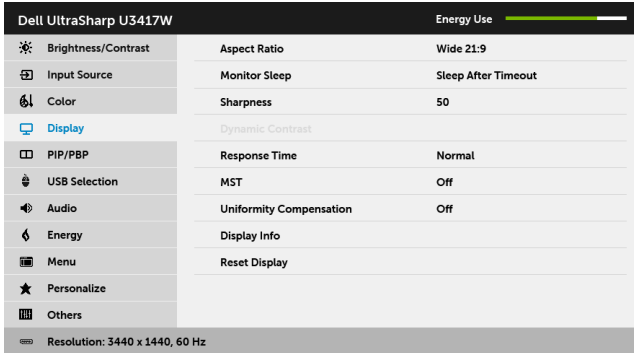 Dell UltraSharp U3417W Energy Use
Brightness/Contrast Aspect Ratio Wide 21:9
Input Source Monitor Sleep Sleep After Timeout
Color Sharpness 50
Display Dynamic Contrast
PIP/PBP Response Time Normal
USB Selection MST Off
Audio Uniformity Compensation Off
Energy Display Info
Menu Reset Display
Personalize
Others
Resolution: 3440 x 1440, 60 Hz